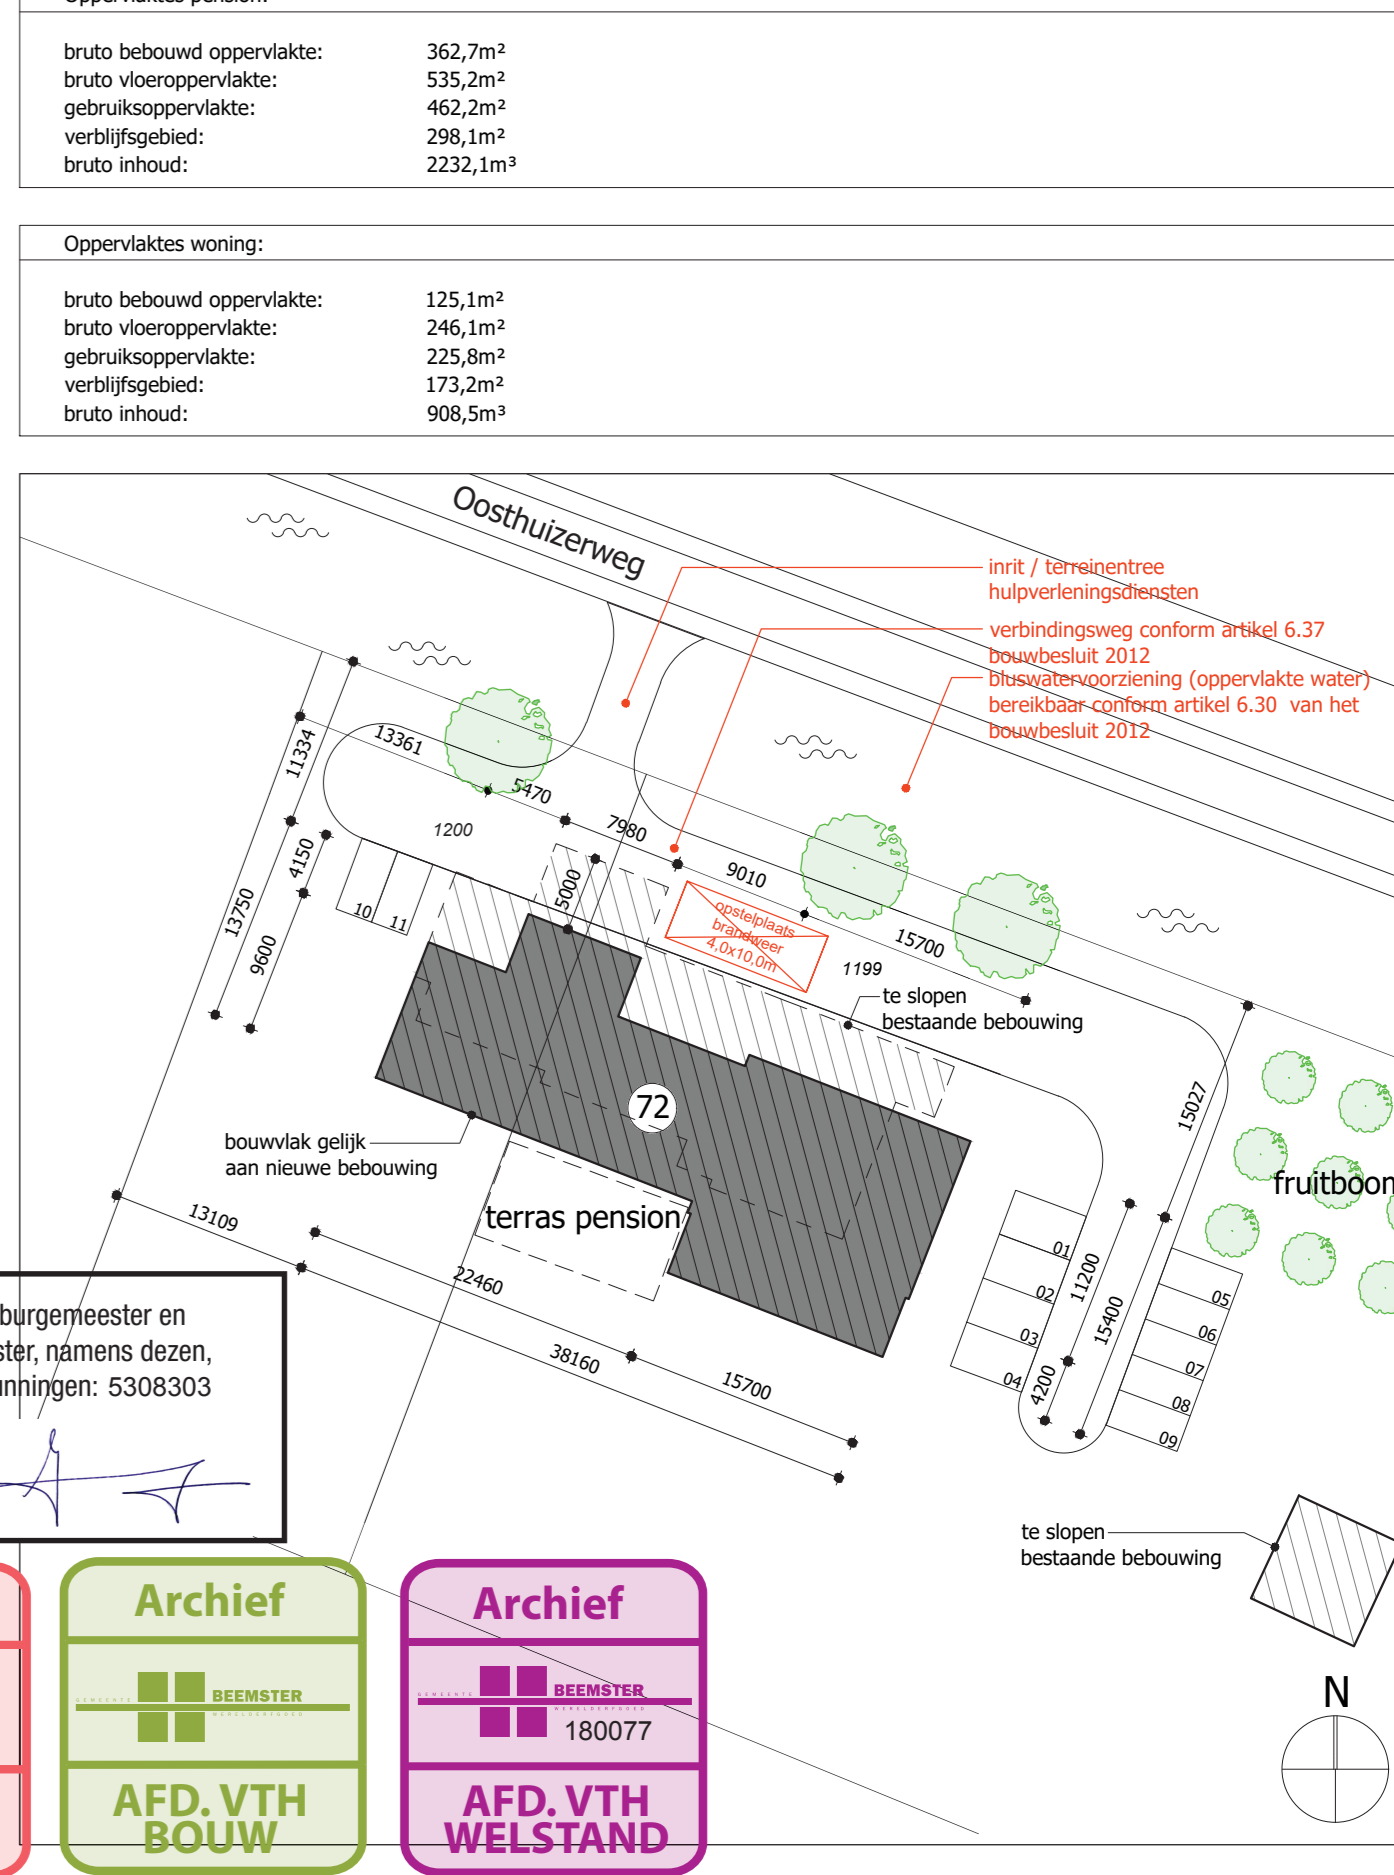 Oppervlaktes pension:
bruto bebouwd oppervlakte: 362,7m²
bruto vloeroppervlakte: 535,2m²
gebruiksoppervlakte: 462,2m²
verblijfsgebied: 298,1m²
bruto inhoud: 2232,1m³
Oppervlaktes woning:
bruto bebouwd oppervlakte: 125,1m²
bruto vloeroppervlakte: 246,1m²
gebruiksoppervlakte: 225,8m²
verblijfsgebied: 173,2m²
bruto inhoud: 908,5m³
Oosthuizerweg
inrit / terreinentree
hulpverleningsdiensten
verbindingsweg conform artikel 6.37
bouwbesluit 2012
bluswatervoorziening (oppervlakte water)
bereikbaar conform artikel 6.30 van het
bouwbesluit 2012
11334
13361
5470
7980
9010
15700
1200
4150
13750
9600
5000
10
11
opstelplaats
brandweer
4,0x10,0m
1199
te slopen
bestaande bebouwing
72
15027
bouwvlak gelijk
aan nieuwe bebouwing
terras pension
fruitboom
13109
22460
38160
15700
01
02
03
04
11200
15400
4200
05
06
07
08
09
burgemeester en
ster, namens dezen,
unningen: 5308303
te slopen
bestaande bebouwing
Archief
GEMEENTE
BEEMSTER
WERELDERFGOED
AFD. VTH
BOUW
Archief
GEMEENTE
BEEMSTER
WERELDERFGOED
180077
AFD. VTH
WELSTAND
N